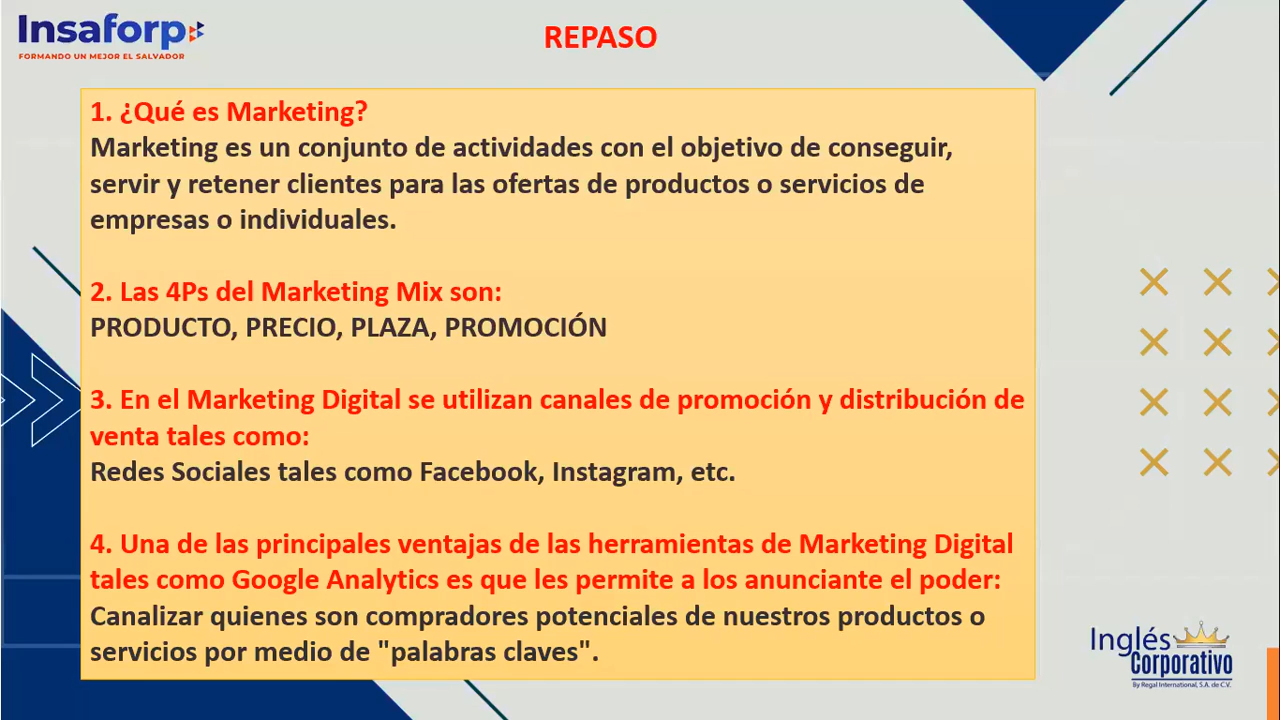 Insaforp
FORMANDO UN MEJOR EL SALVADOR
REPASO
1. ¿Qué es Marketing?
Marketing es un conjunto de actividades con el objetivo de conseguir,
servir y retener clientes para las ofertas de productos o servicios de
empresas o individuales.
2. Las 4Ps del Marketing Mix son:
PRODUCTO, PRECIO, PLAZA, PROMOCIÓN
3. En el Marketing Digital se utilizan canales de promoción y distribución de
venta tales como:
Redes Sociales tales como Facebook, Instagram, etc.
4. Una de las principales ventajas de las herramientas de Marketing Digital
tales como Google Analytics es que les permite a los anunciante el poder:
Canalizar quienes son compradores potenciales de nuestros productos o
servicios por medio de "palabras claves".
Inglés
Corporativo
By Regal International, S.A. de C.V.